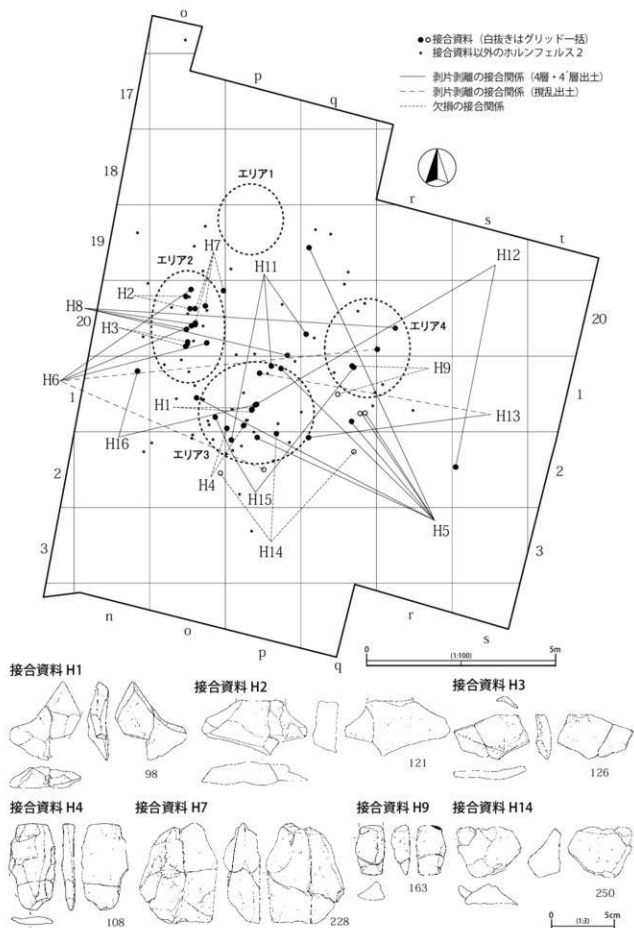 ●○接合資料（白抜きはグリッド一括）
・接合資料以外のホルンフェルス2
剥片剥離の接合関係（4層・4´層出土）
剥片剥離の接合関係（撹乱出土）
欠損の接合関係
o
p
q
17
18
r
s
t
エリア1
19
エリア2
H7
H11
H12
H2
H8
20
H3
エリア4
20
H6
H9
1
H1
H13
1
H16
エリア3
2
H4
H15
2
H5
H14
3
3
n
o
p
q
r
s
0
5m
(1:100)
接合資料 H1
接合資料 H2
接合資料 H3
98
121
126
接合資料 H4
接合資料 H7
接合資料 H9
接合資料 H14
108
228
163
250
0
5cm
(1:3)